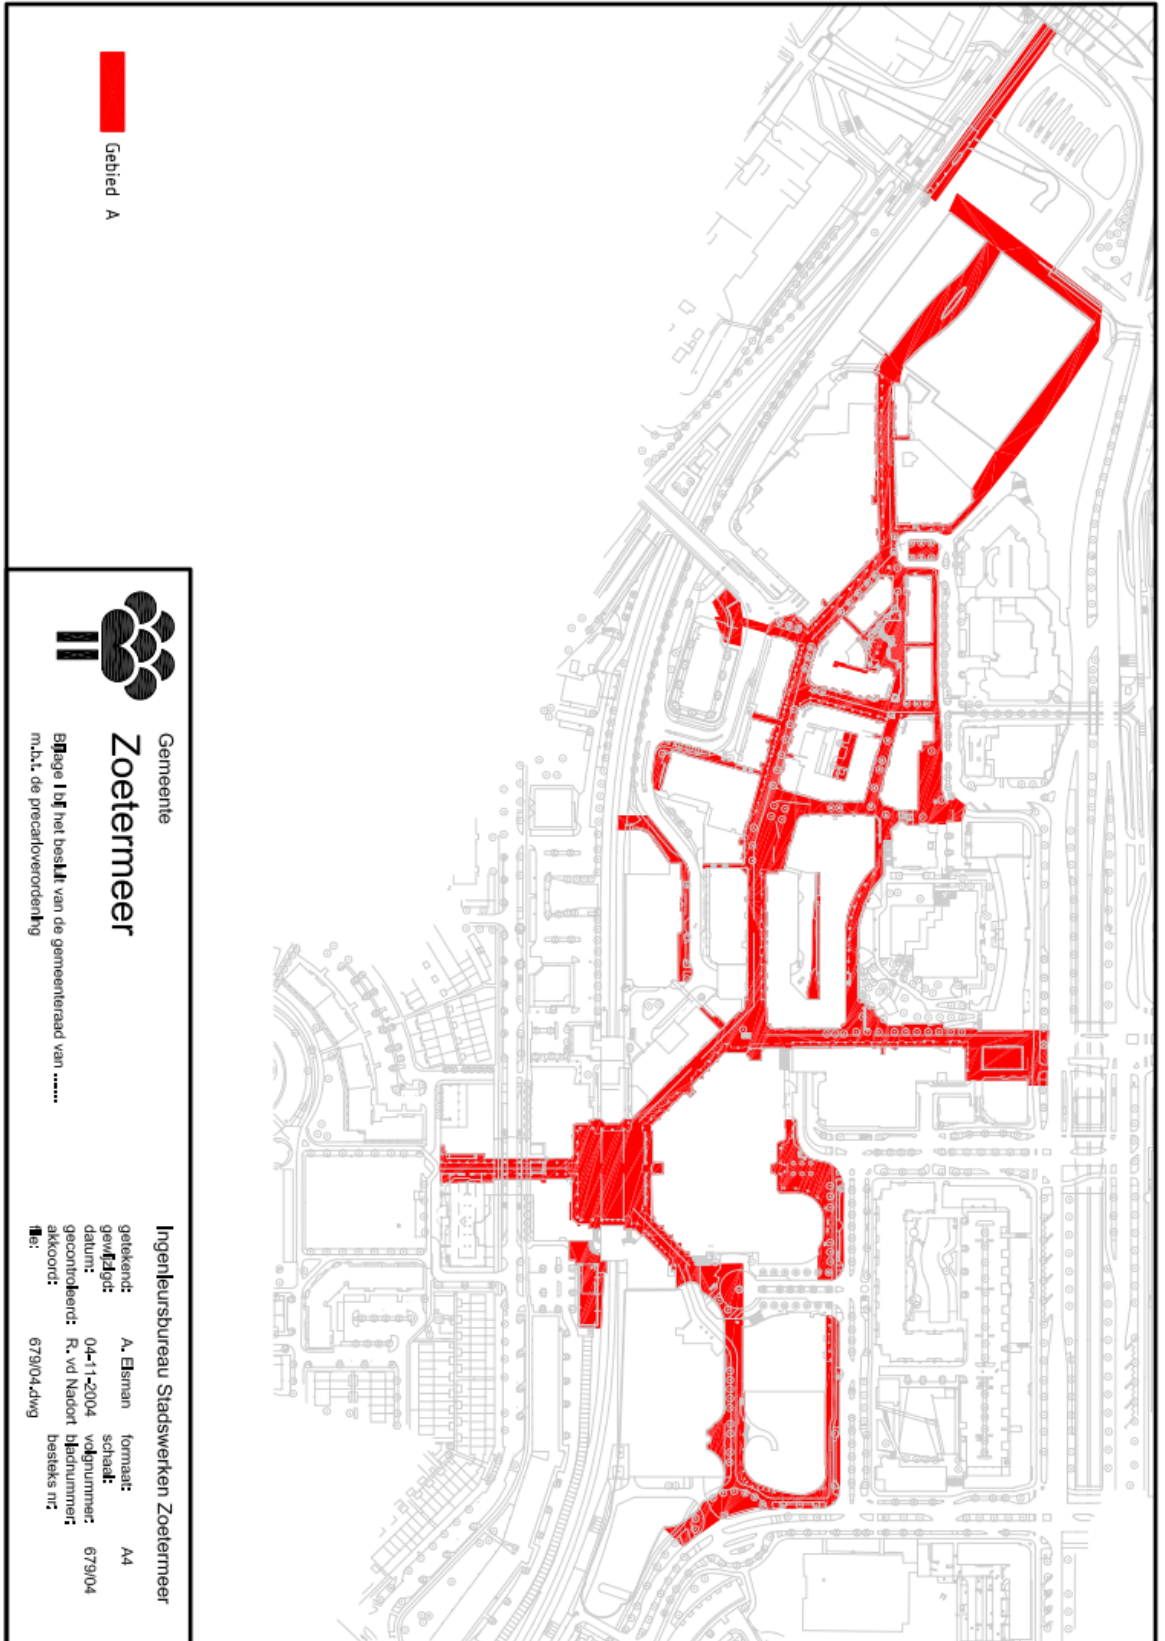 Gebied A
Gemeente
Zoetermeer
Bijlage I bij het besluit van de gemeenteraad van .......
m.b.t. de precarioverordening
Ingenieursbureau Stadswerken Zoetermeer
getekend: A. Elsman formaat: A4
gewijzigd: schaal:
datum: 04-11-2004 volgnummer: 679/04
gecontroleerd: R. vd Nadort bladnummer:
akkoord: besteks nr.:
file: 679/04.dwg